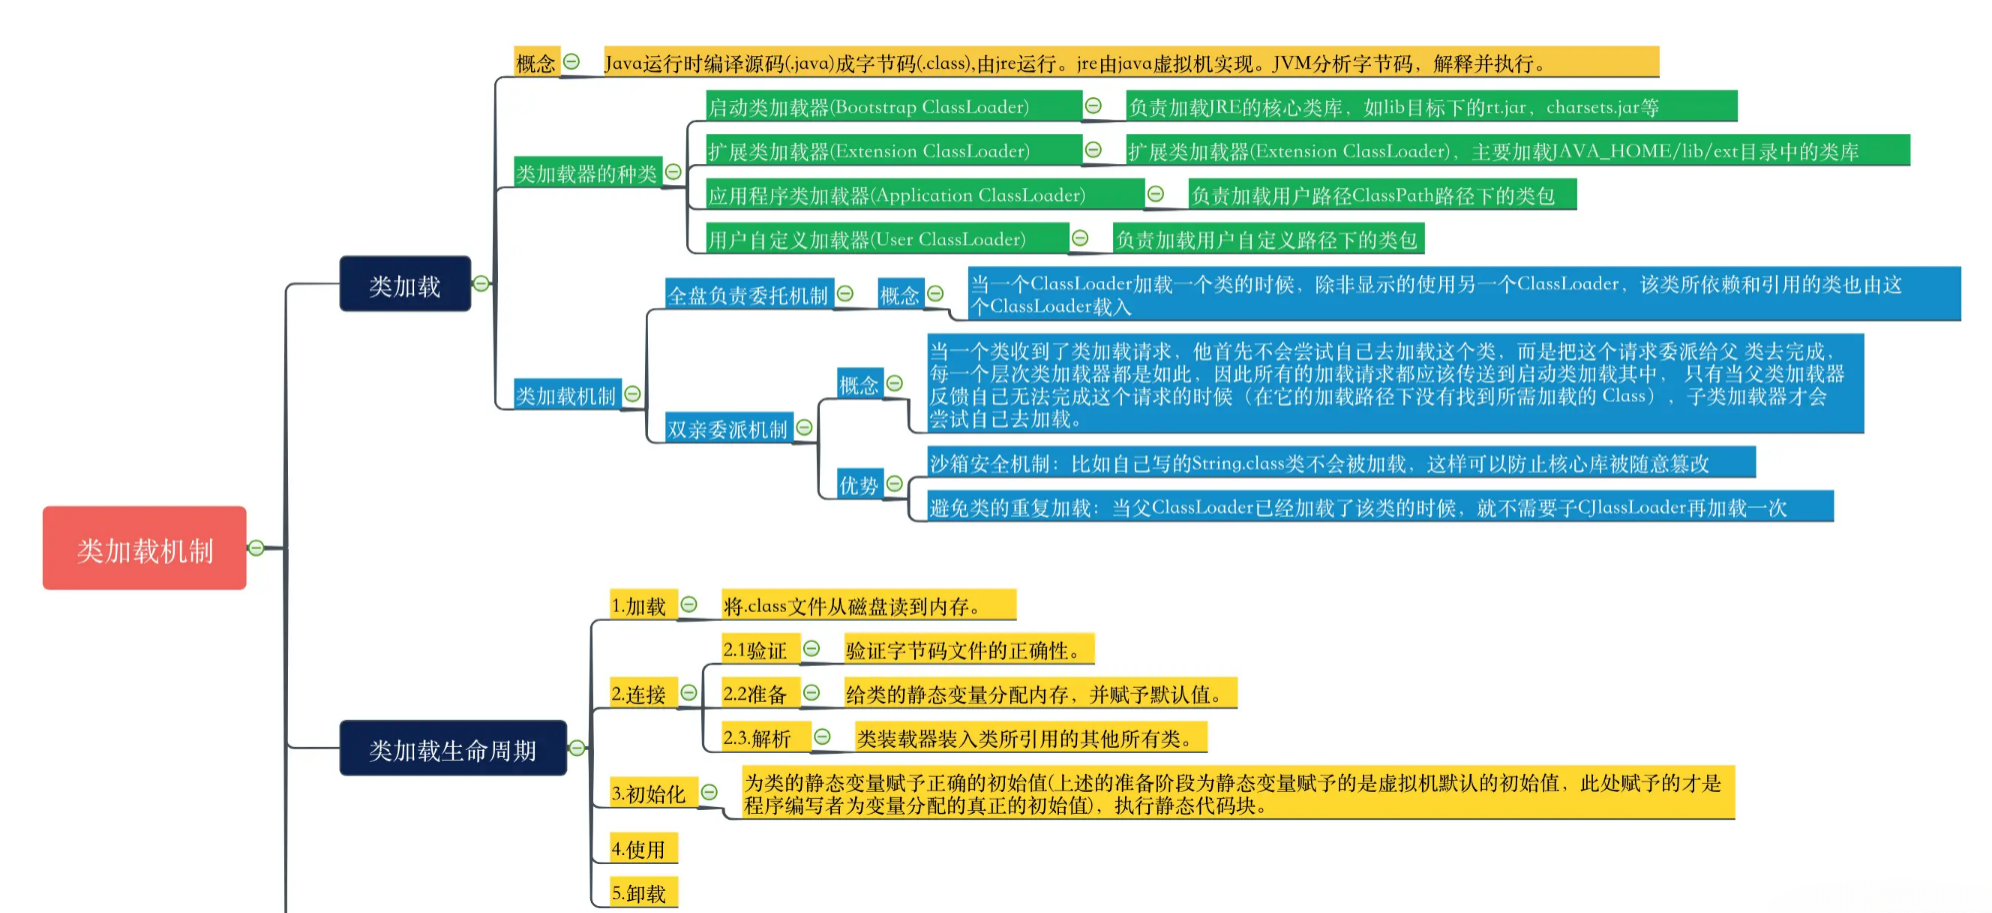 概念
Java运行时编译源码(.java)成字节码(.class),由jre运行。jre由java虚拟机实现。JVM分析字节码，解释并执行。
启动类加载器(Bootstrap ClassLoader)
负责加载JRE的核心类库，如lib目标下的rt.jar，charsets.jar等
扩展类加载器(Extension ClassLoader)
扩展类加载器(Extension ClassLoader)，主要加载JAVA_HOME/lib/ext目录中的类库
类加载器的种类
应用程序类加载器(Application ClassLoader)
负责加载用户路径ClassPath路径下的类包
用户自定义加载器(User ClassLoader)
负责加载用户自定义路径下的类包
类加载
全盘负责委托机制
概念
当一个ClassLoader加载一个类的时候，除非显示的使用另一个ClassLoader，该类所依赖和引用的类也由这
个ClassLoader载入
类加载机制
双亲委派机制
概念
当一个类收到了类加载请求，他首先不会尝试自己去加载这个类，而是把这个请求委派给父 类去完成，
每一个层次类加载器都是如此，因此所有的加载请求都应该传送到启动类加载其中， 只有当父类加载器
反馈自己无法完成这个请求的时候（在它的加载路径下没有找到所需加载的 Class），子类加载器才会
尝试自己去加载。
优势
沙箱安全机制：比如自己写的String.class类不会被加载，这样可以防止核心库被随意篡改
避免类的重复加载：当父ClassLoader已经加载了该类的时候，就不需要子CJlassLoader再加载一次
类加载机制
1.加载
将.class文件从磁盘读到内存。
2.连接
2.1验证
验证字节码文件的正确性。
2.2准备
给类的静态变量分配内存，并赋予默认值。
2.3.解析
类装载器装入类所引用的其他所有类。
类加载生命周期
3.初始化
为类的静态变量赋予正确的初始值(上述的准备阶段为静态变量赋予的是虚拟机默认的初始值，此处赋予的才是
程序编写者为变量分配的真正的初始值)，执行静态代码块。
4.使用
5.卸载